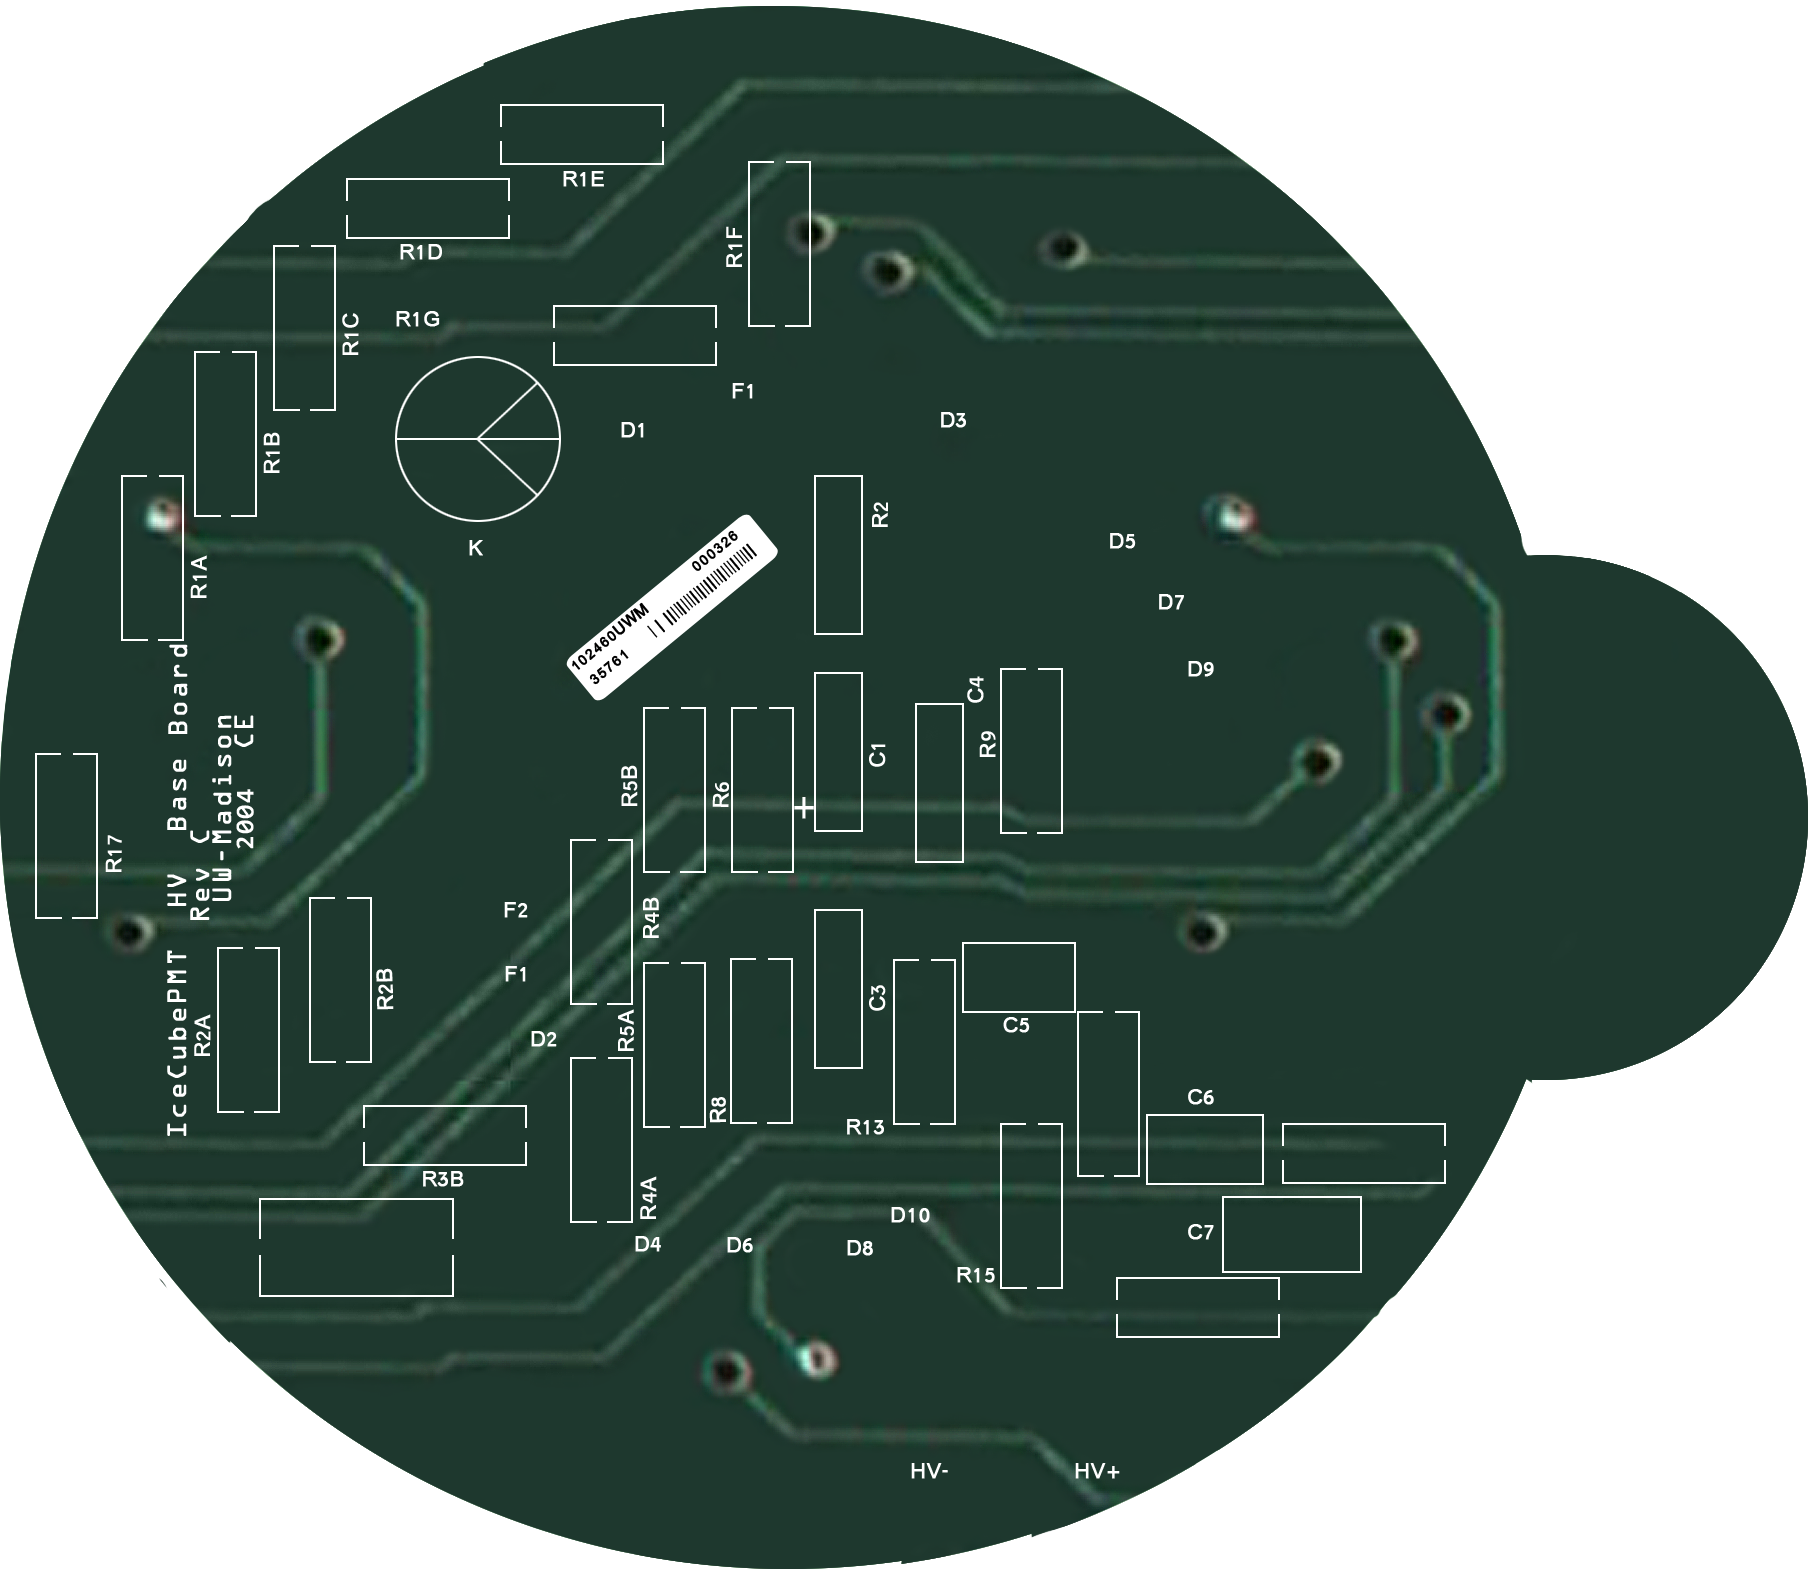 R1E
R1D
R1F
R1C
R1G
F1
D3
D1
R1B
R2
K
000326
102460UWM
35761
D5
R1A
D7
D9
C4
R9
C1
R5B
R6
R17
IceCubePMT HV Base Board
Rev C
UW-Madison
2004 CE
F2
R4B
F1
R2B
C3
R5A
C5
R2A
D2
C6
R8
R13
R3B
R4A
D10
C7
D4
D6
D8
R15
HV-
HV+